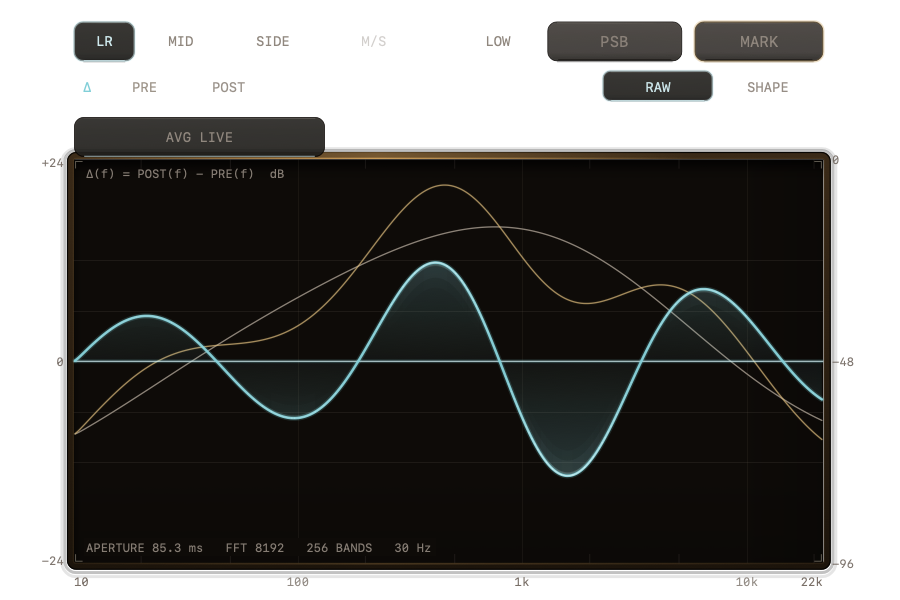 LR MID SIDE M/S LOW PSB MARK
Δ PRE POST RAW SHAPE
AVG LIVE
+24 0
Δ(f) = POST(f) − PRE(f) dB
0 −48
APERTURE 85.3 ms FFT 8192 256 BANDS 30 Hz
−24 −96
10 100 1k 10k 22k